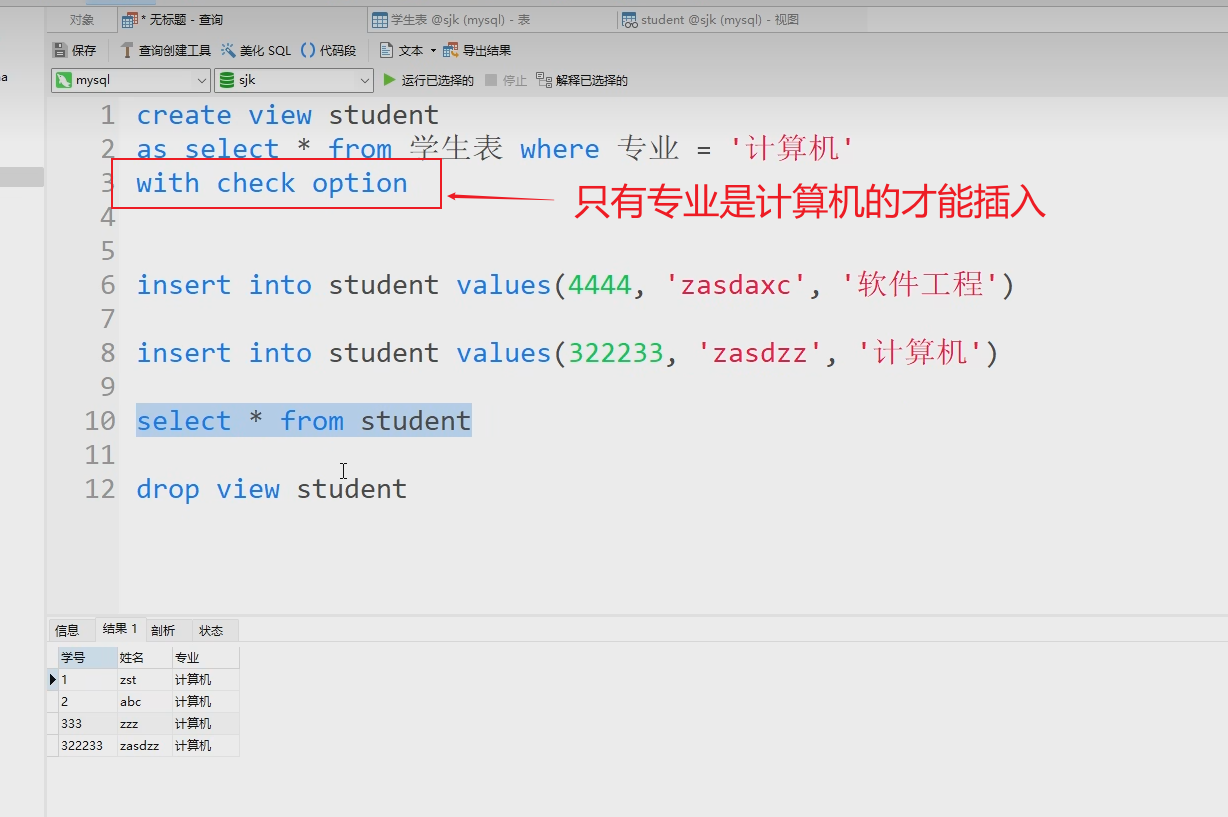 对象 * 无标题 - 查询 学生表 @sjk (mysql) - 表 student @sjk (mysql) - 视图
保存 查询创建工具 美化 SQL () 代码段 文本 导出结果
a
mysql sjk 运行已选择的 停止 解释已选择的
1 create view student
2 as select * from 学生表 where 专业 = '计算机'
3 with check option
只有专业是计算机的才能插入
4
5
6 insert into student values(4444, 'zasdaxc', '软件工程')
7
8 insert into student values(322233, 'zasdzz', '计算机')
9
10 select * from student
11
12 drop view student
信息 结果 1 剖析 状态
学号 姓名 专业
1 zst 计算机
2 abc 计算机
333 zzz 计算机
322233 zasdzz 计算机